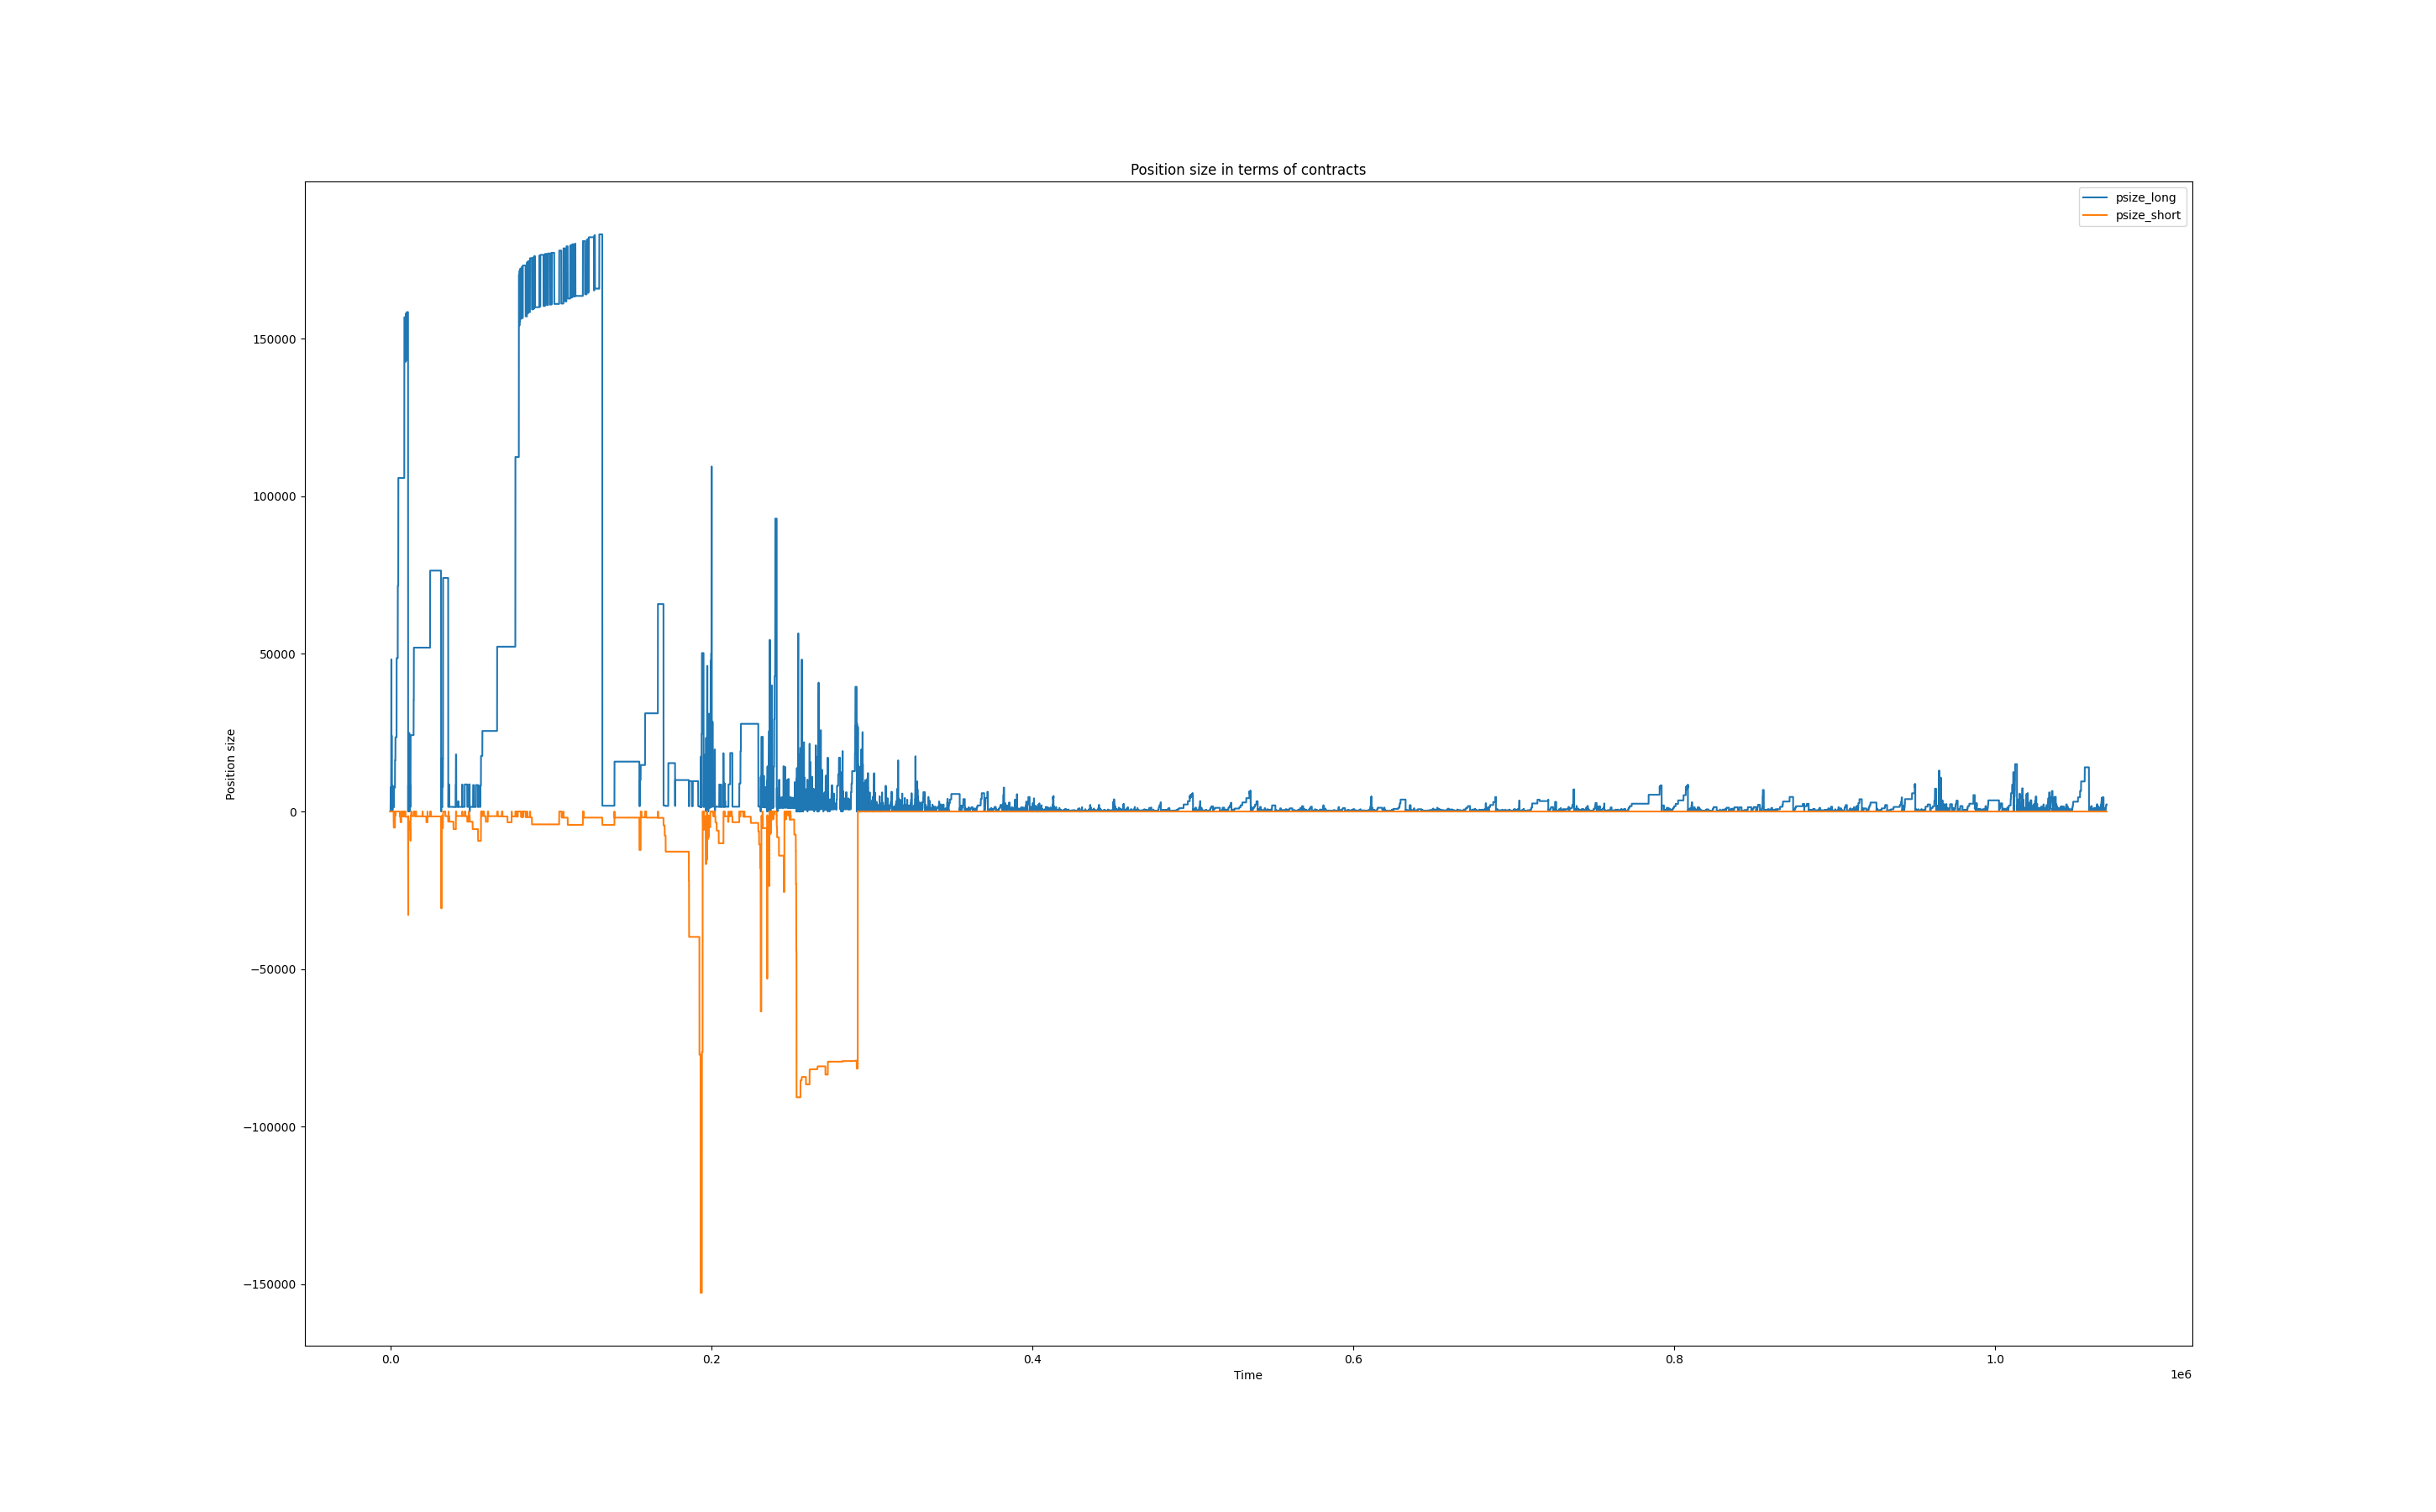 Position size in terms of contracts
psize_long
psize_short
150000
100000
50000
0
−50000
−100000
−150000
Position size
0.0 0.2 0.4 0.6 0.8 1.0
1e6
Time